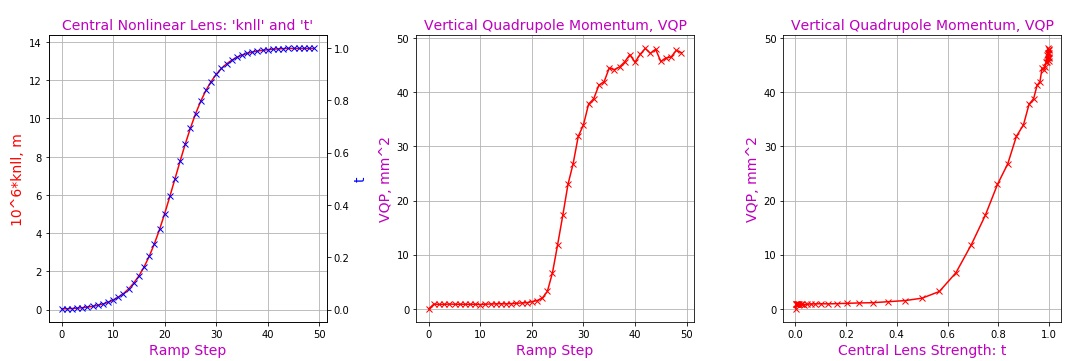 Central Nonlinear Lens: 'knll' and 't'
14
12
10
8
6
4
2
0
10^6*knll, m
1.0
0.8
0.6
0.4
0.2
0.0
t
0 10 20 30 40 50
Ramp Step
Vertical Quadrupole Momentum, VQP
50
40
30
20
10
0
VQP, mm^2
0 10 20 30 40 50
Ramp Step
Vertical Quadrupole Momentum, VQP
50
40
30
20
10
0
VQP, mm^2
0.0 0.2 0.4 0.6 0.8 1.0
Central Lens Strength: t